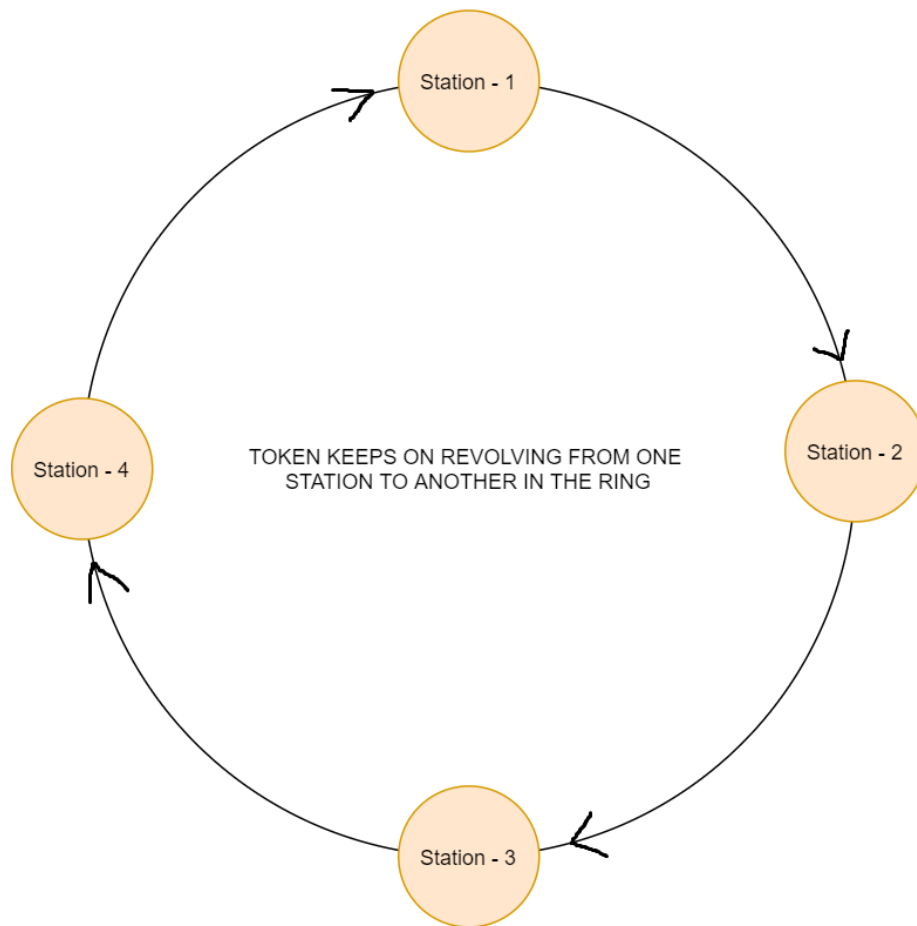 Station - 1
Station - 2
TOKEN KEEPS ON REVOLVING FROM ONE
STATION TO ANOTHER IN THE RING
Station - 4
Station - 3